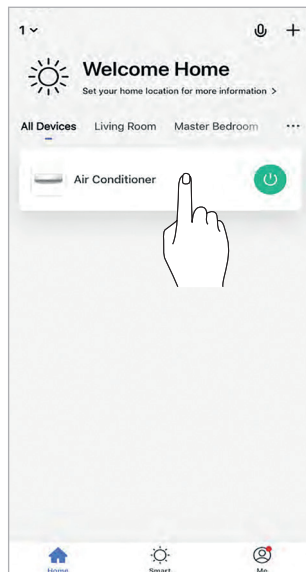 1
Welcome Home
Set your home location for more information >
All Devices Living Room Master Bedroom ...
Air Conditioner
Home Smart Me